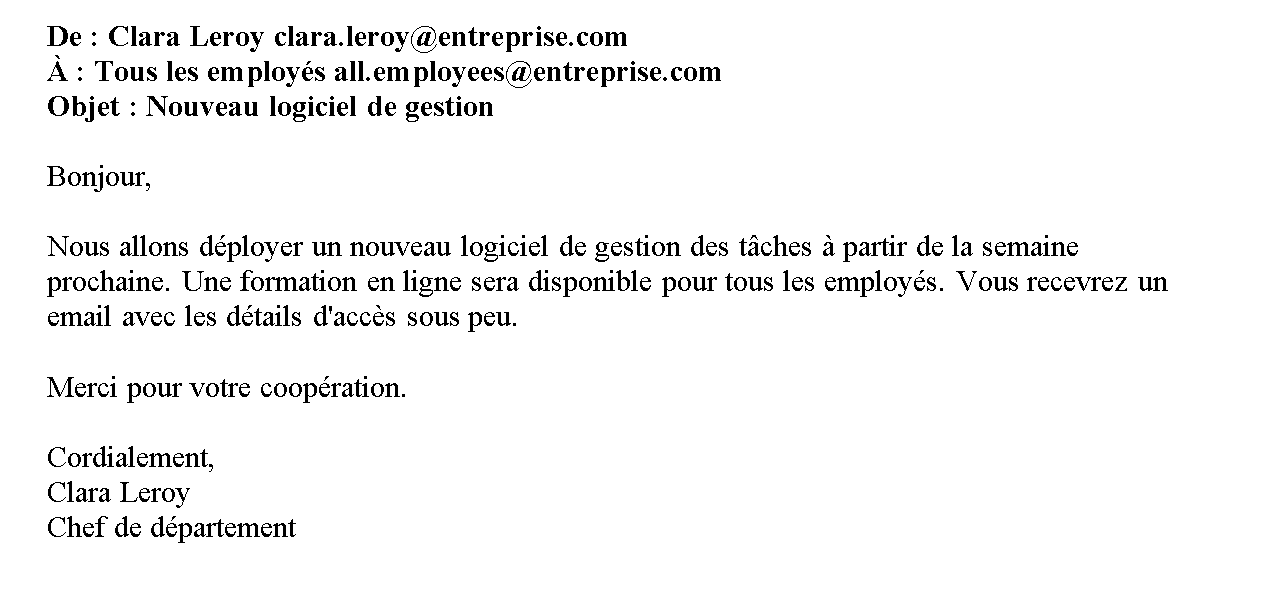 De : Clara Leroy clara.leroy@entreprise.com
À : Tous les employés all.employees@entreprise.com
Objet : Nouveau logiciel de gestion
Bonjour,
Nous allons déployer un nouveau logiciel de gestion des tâches à partir de la semaine
prochaine. Une formation en ligne sera disponible pour tous les employés. Vous recevrez un
email avec les détails d'accès sous peu.
Merci pour votre coopération.
Cordialement,
Clara Leroy
Chef de département